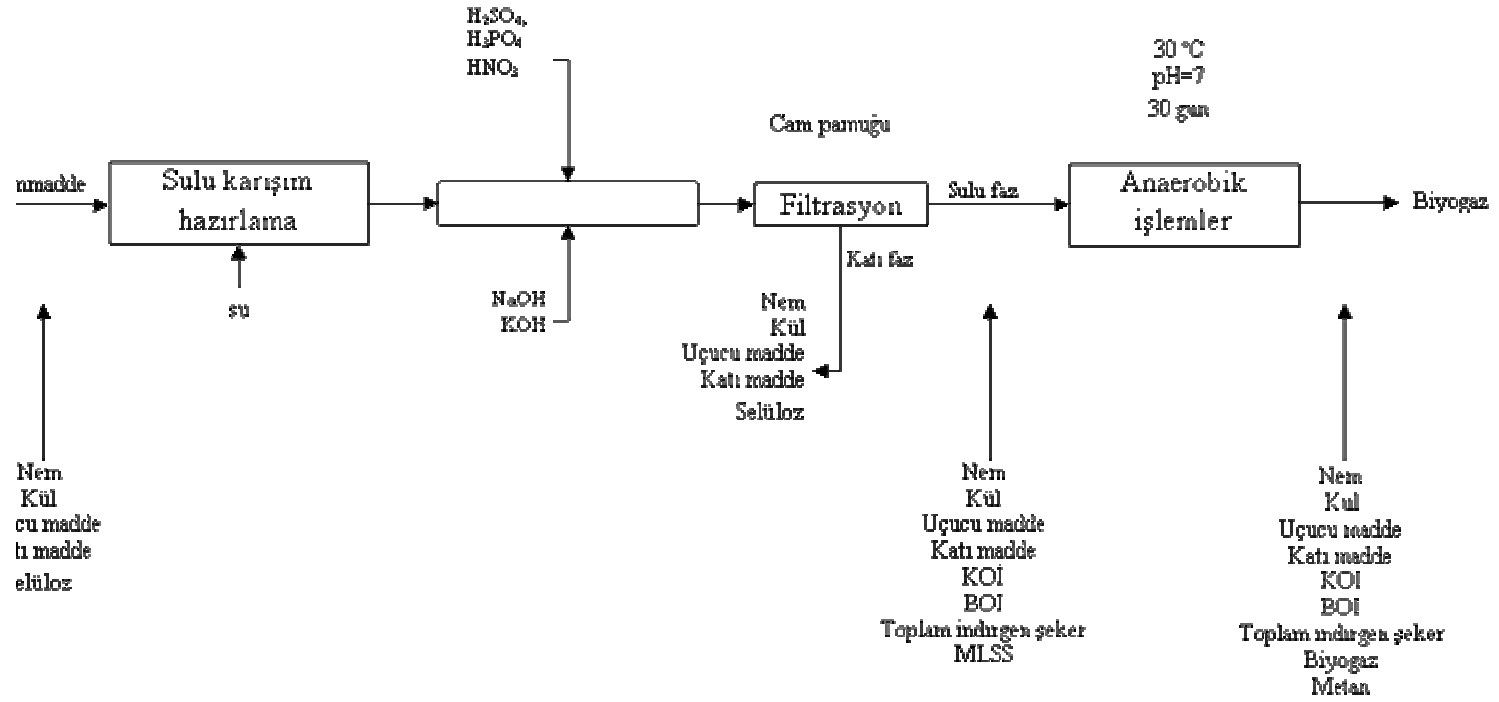 H₂SO₄,
H₃PO₄
HNO₃
30 °C
pH=7
30 gun
Cam pamuğu
nmadde
Sulu karışım
hazırlama
Filtrasyon
Sulu faz
Anaerobik
işlemler
Biyogaz
su
NaOH
KOH
Katı faz
Nem
Kül
Uçucu madde
Katı madde
Selüloz
Nem
Kül
cu madde
tı madde
elüloz
Nem
Kül
Uçucu madde
Katı madde
KOİ
BOİ
Toplam indirgen şeker
MLSS
Nem
Kül
Uçucu madde
Katı madde
KOİ
BOİ
Toplam indirgen şeker
Biyogaz
Metan